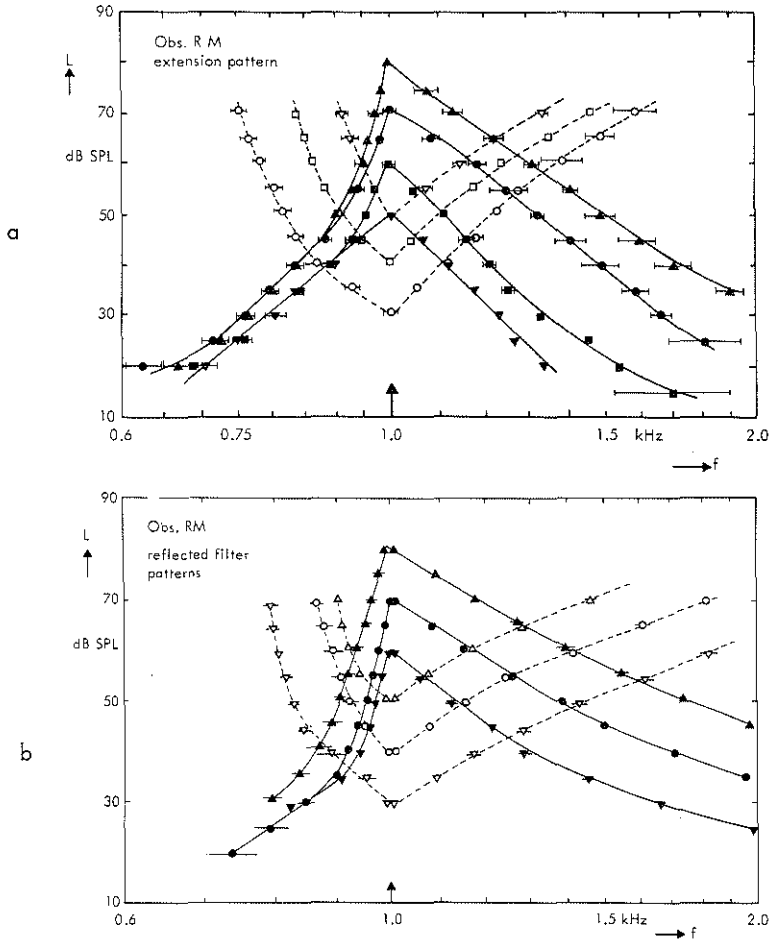 a
Obs. R M
extension pattern
L
90
70
dB SPL
50
30
10
0.6
0.75
1.0
1.5
kHz
2.0
f
b
Obs, RM
reflected filter
patterns
L
90
70
dB SPL
50
30
10
0.6
1.0
1.5 kHz
2.0
f